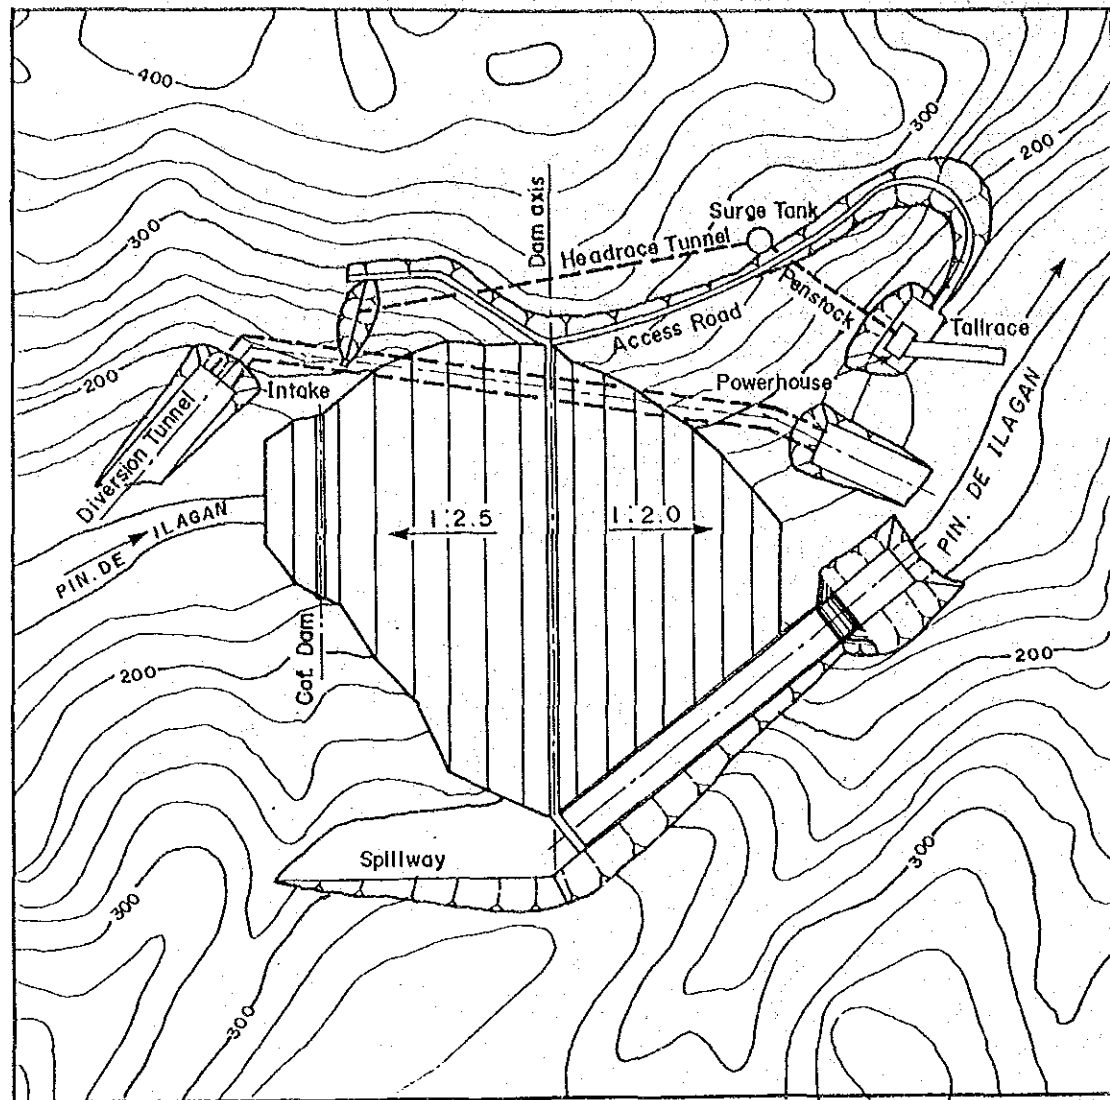 400
300
200
Dam axis
Surge Tank
300
Headrace Tunnel
Penstock
Access Road
Tailrace
200
Intake
Powerhouse
Diversion Tunnel
PIN. DE ILAGAN
1:2.5
1:2.0
PIN. DE ILAGAN
Cof. Dam
200
200
Spillway
300
300
300